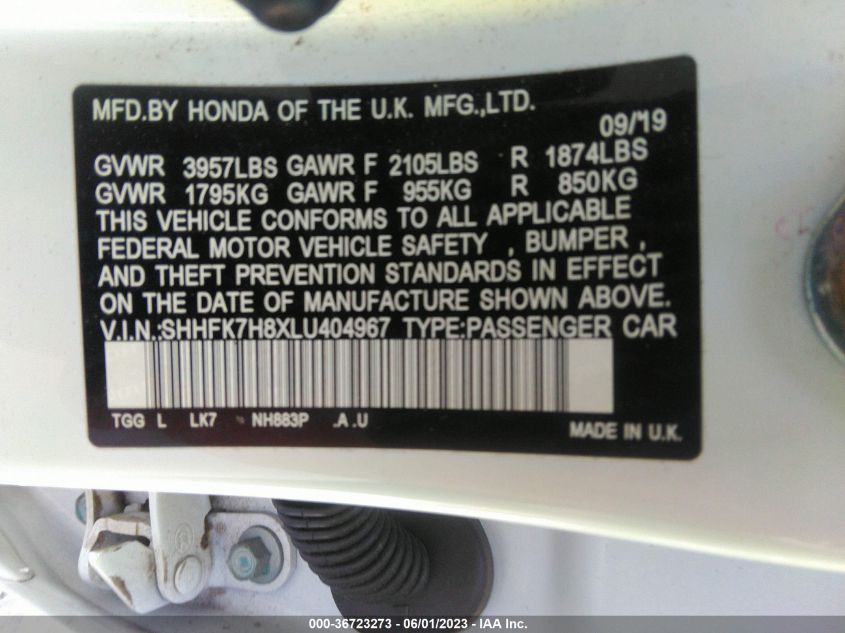 MFD.BY HONDA OF THE U.K. MFG.,LTD.
09/'19
GVWR 3957LBS GAWR F 2105LBS R 1874LBS
GVWR 1795KG GAWR F 955KG R 850KG
THIS VEHICLE CONFORMS TO ALL APPLICABLE
FEDERAL MOTOR VEHICLE SAFETY , BUMPER ,
AND THEFT PREVENTION STANDARDS IN EFFECT
ON THE DATE OF MANUFACTURE SHOWN ABOVE.
V.I.N.:SHHFK7H8XLU404967 TYPE:PASSENGER CAR
TGG L LK7 NH883P .A .U
MADE IN U.K.
000-36723273 - 06/01/2023 - IAA Inc.